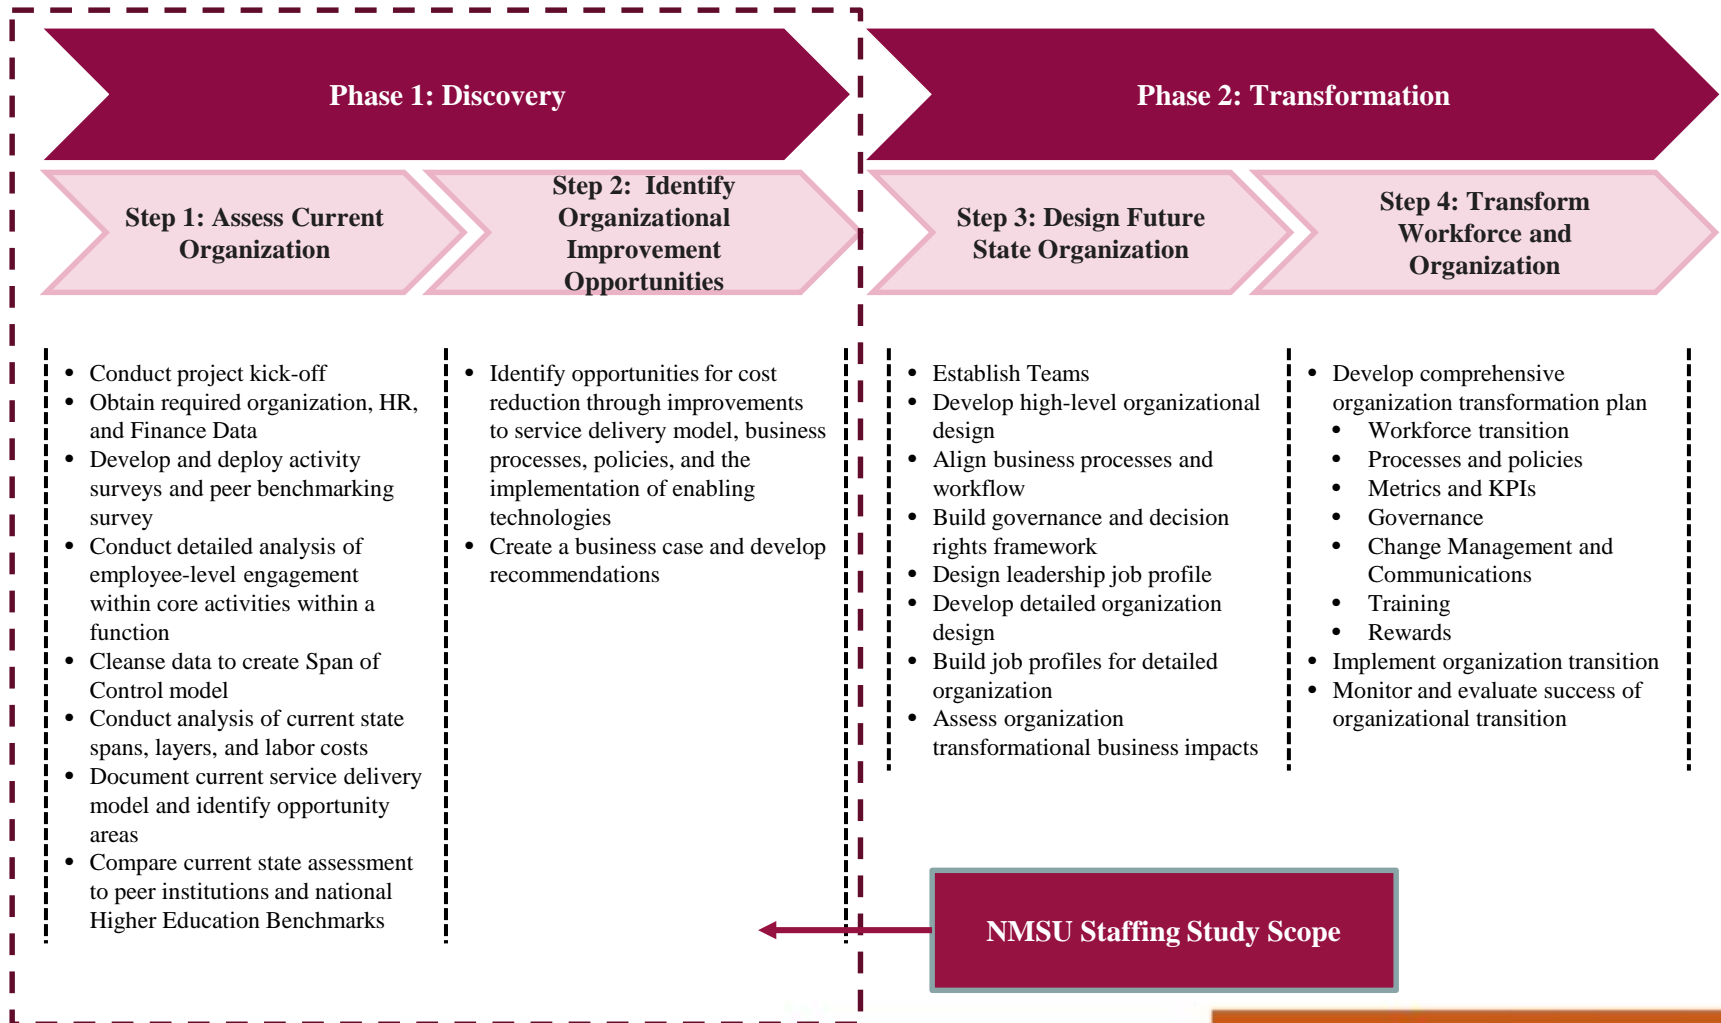 Phase 1: Discovery
Phase 2: Transformation
Step 1: Assess Current
Organization
Step 2:  Identify
Organizational
Improvement
Opportunities
Step 3: Design Future
State Organization
Step 4: Transform
Workforce and
Organization
• Conduct project kick-off
• Obtain required organization, HR,
and Finance Data
• Develop and deploy activity
surveys and peer benchmarking
survey
• Conduct detailed analysis of
employee-level engagement
within core activities within a
function
• Cleanse data to create Span of
Control model
• Conduct analysis of current state
spans, layers, and labor costs
• Document current service delivery
model and identify opportunity
areas
• Compare current state assessment
to peer institutions and national
Higher Education Benchmarks
• Identify opportunities for cost
reduction through improvements
to service delivery model, business
processes, policies, and the
implementation of enabling
technologies
• Create a business case and develop
recommendations
• Establish Teams
• Develop high-level organizational
design
• Align business processes and
workflow
• Build governance and decision
rights framework
• Design leadership job profile
• Develop detailed organization
design
• Build job profiles for detailed
organization
• Assess organization
transformational business impacts
• Develop comprehensive
organization transformation plan
• Workforce transition
• Processes and policies
• Metrics and KPIs
• Governance
• Change Management and
Communications
• Training
• Rewards
• Implement organization transition
• Monitor and evaluate success of
organizational transition
NMSU Staffing Study Scope